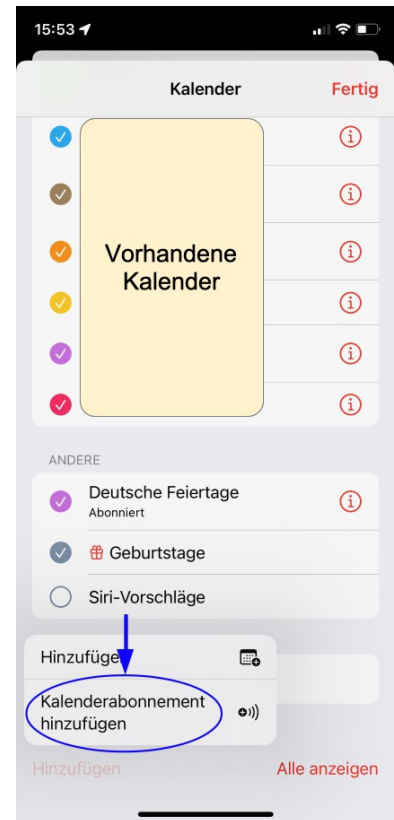 15:53
Kalender
Fertig
Vorhandene
Kalender
ANDERE
Deutsche Feiertage
Abonniert
Geburtstage
Siri-Vorschläge
Hinzufügen
Kalenderabonnement
hinzufügen
Hinzufügen
Alle anzeigen